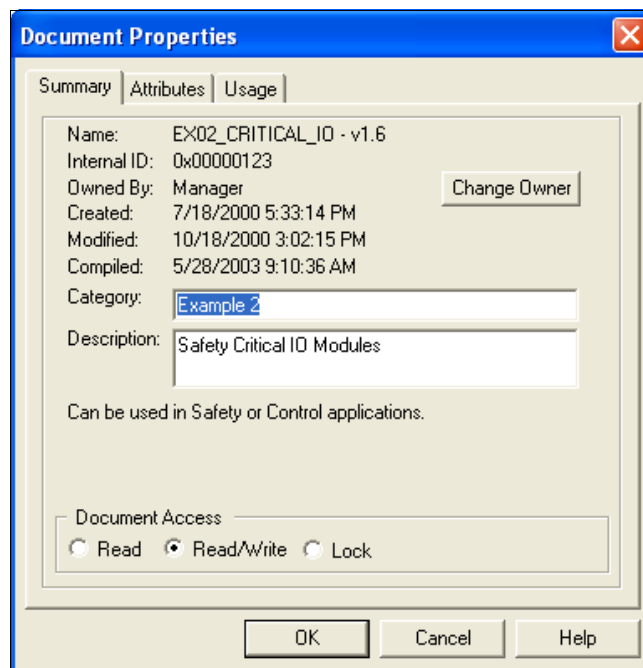 Document Properties
Summary Attributes Usage
Name: EX02_CRITICAL_IO - v1.6
Internal ID: 0x00000123
Owned By: Manager
Change Owner
Created: 7/18/2000 5:33:14 PM
Modified: 10/18/2000 3:02:15 PM
Compiled: 5/28/2003 9:10:36 AM
Category: Example 2
Description: Safety Critical IO Modules
Can be used in Safety or Control applications.
Document Access
Read Read/Write Lock
OK Cancel Help